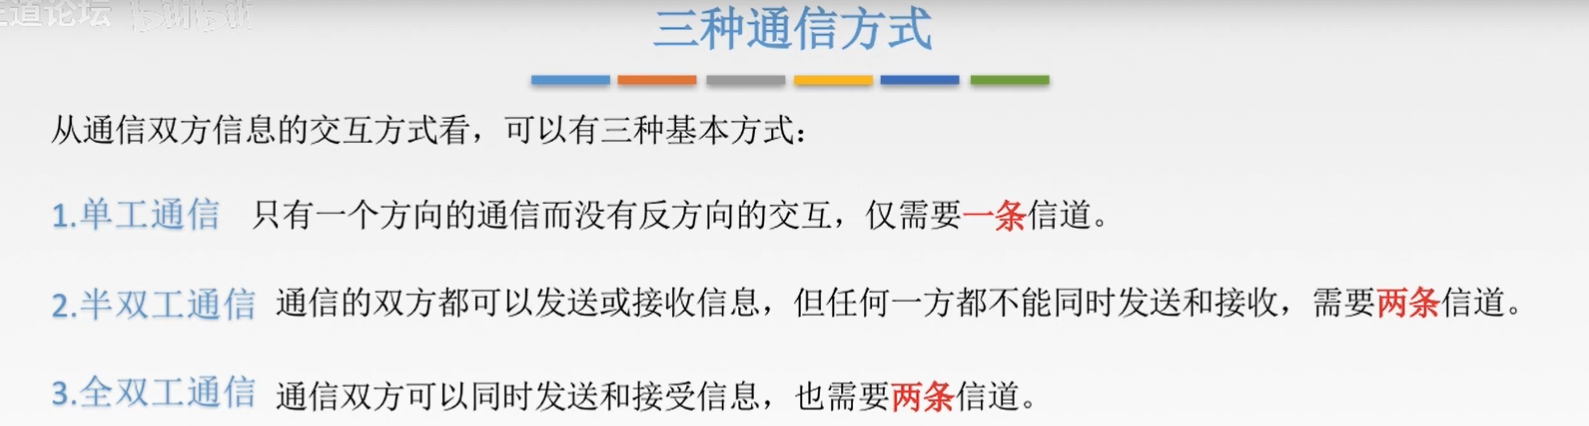 王道论坛 bilibili
三种通信方式
从通信双方信息的交互方式看，可以有三种基本方式：
1.单工通信 只有一个方向的通信而没有反方向的交互，仅需要一条信道。
2.半双工通信 通信的双方都可以发送或接收信息，但任何一方都不能同时发送和接收，需要两条信道。
3.全双工通信 通信双方可以同时发送和接受信息，也需要两条信道。